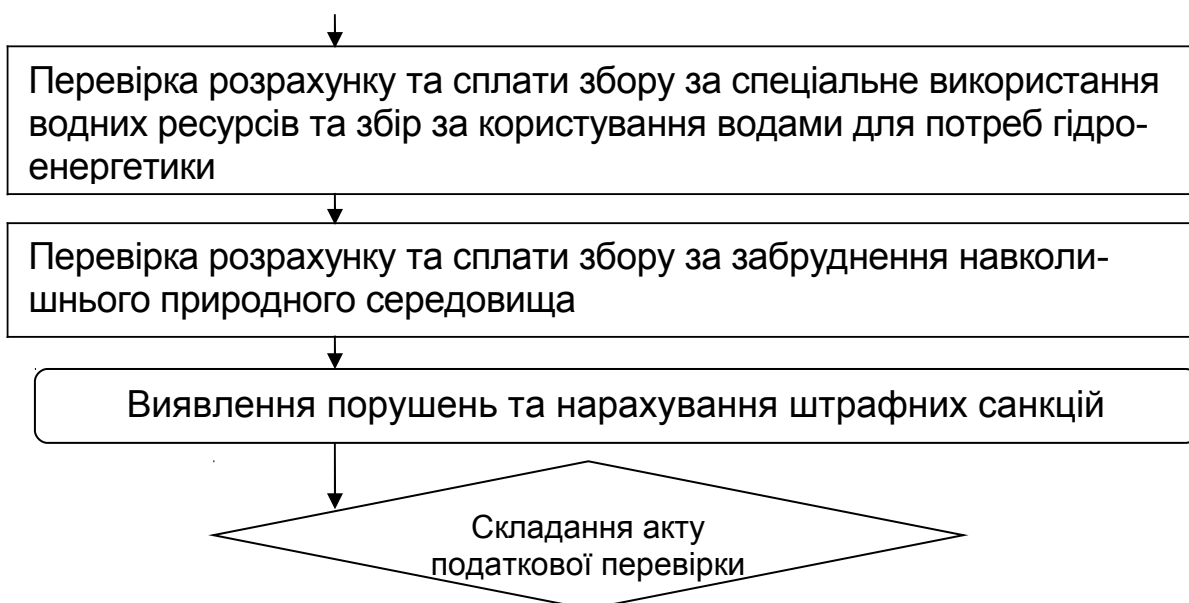 Перевірка розрахунку та сплати збору за спеціальне використання
водних ресурсів та збір за користування водами для потреб гідро-
енергетики
Перевірка розрахунку та сплати збору за забруднення навколи-
шнього природного середовища
Виявлення порушень та нарахування штрафних санкцій
Складання акту
податкової перевірки